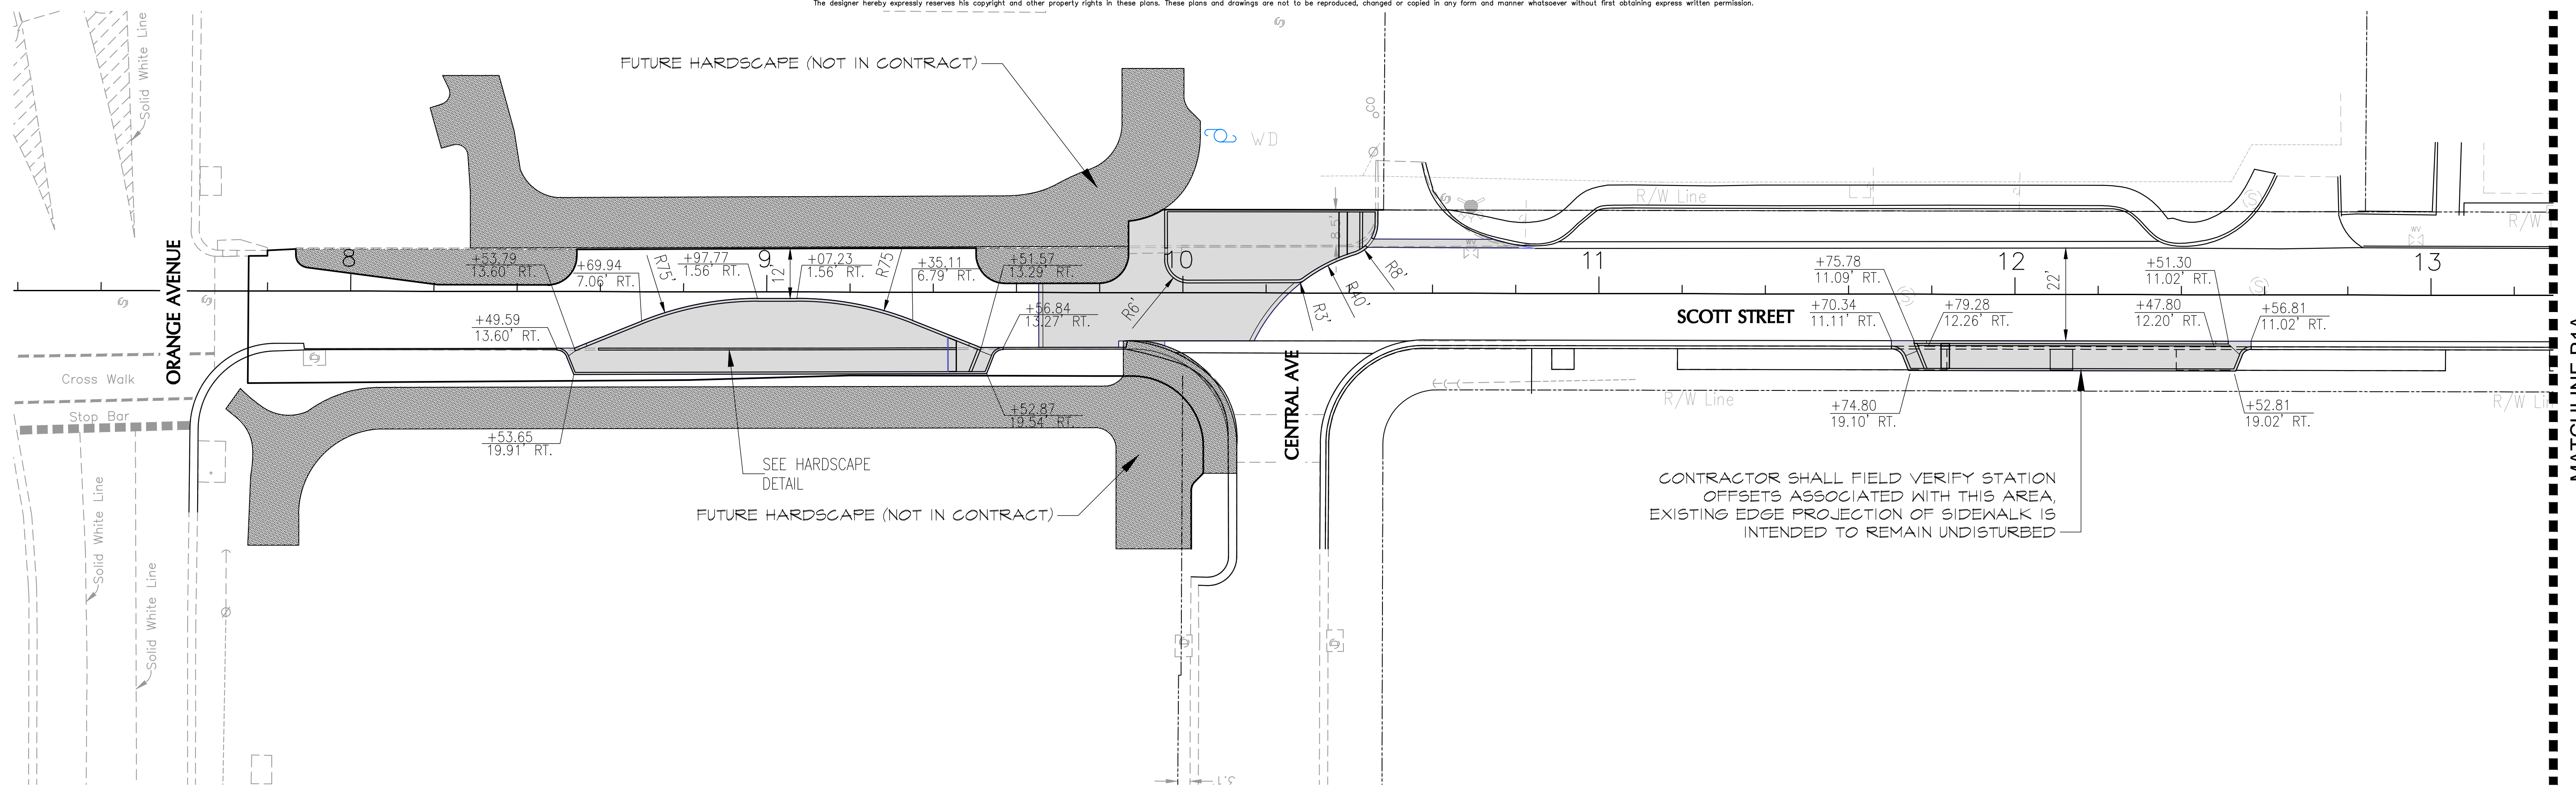 The designer hereby expressly reserves his copyright and other property rights in these plans. These plans and drawings are not to be reproduced, changed or copied in any form and manner whatsoever without first obtaining express written permission.
Solid White Line
Solid White Line
FUTURE HARDSCAPE (NOT IN CONTRACT)
CO
WD
R/W Line
R/W
8.5'
WV
WV
ORANGE AVENUE
8
9
10
11
12
13
+53.79
13.60' RT.
+69.94
7.06' RT.
R75'
+97.77
1.56' RT.
12'
+07.23
1.56' RT.
R75'
+35.11
6.79' RT.
+51.57
13.29' RT.
+49.59
13.60' RT.
+56.84
13.27' RT.
R6'
R3'
R40'
R8'
SCOTT STREET
+75.78
11.09' RT.
22'
+51.30
11.02' RT.
+70.34
11.11' RT.
+79.28
12.26' RT.
+47.80
12.20' RT.
+56.81
11.02' RT.
Cross Walk
Stop Bar
CENTRAL AVE
R/W Line
R/W
+53.65
19.91' RT.
+52.87
19.54' RT.
+74.80
19.10' RT.
+52.81
19.02' RT.
SEE HARDSCAPE
DETAIL
FUTURE HARDSCAPE (NOT IN CONTRACT)
CONTRACTOR SHALL FIELD VERIFY STATION
OFFSETS ASSOCIATED WITH THIS AREA,
EXISTING EDGE PROJECTION OF SIDEWALK IS
INTENDED TO REMAIN UNDISTURBED
Solid White Line
Solid White Line
3.1'